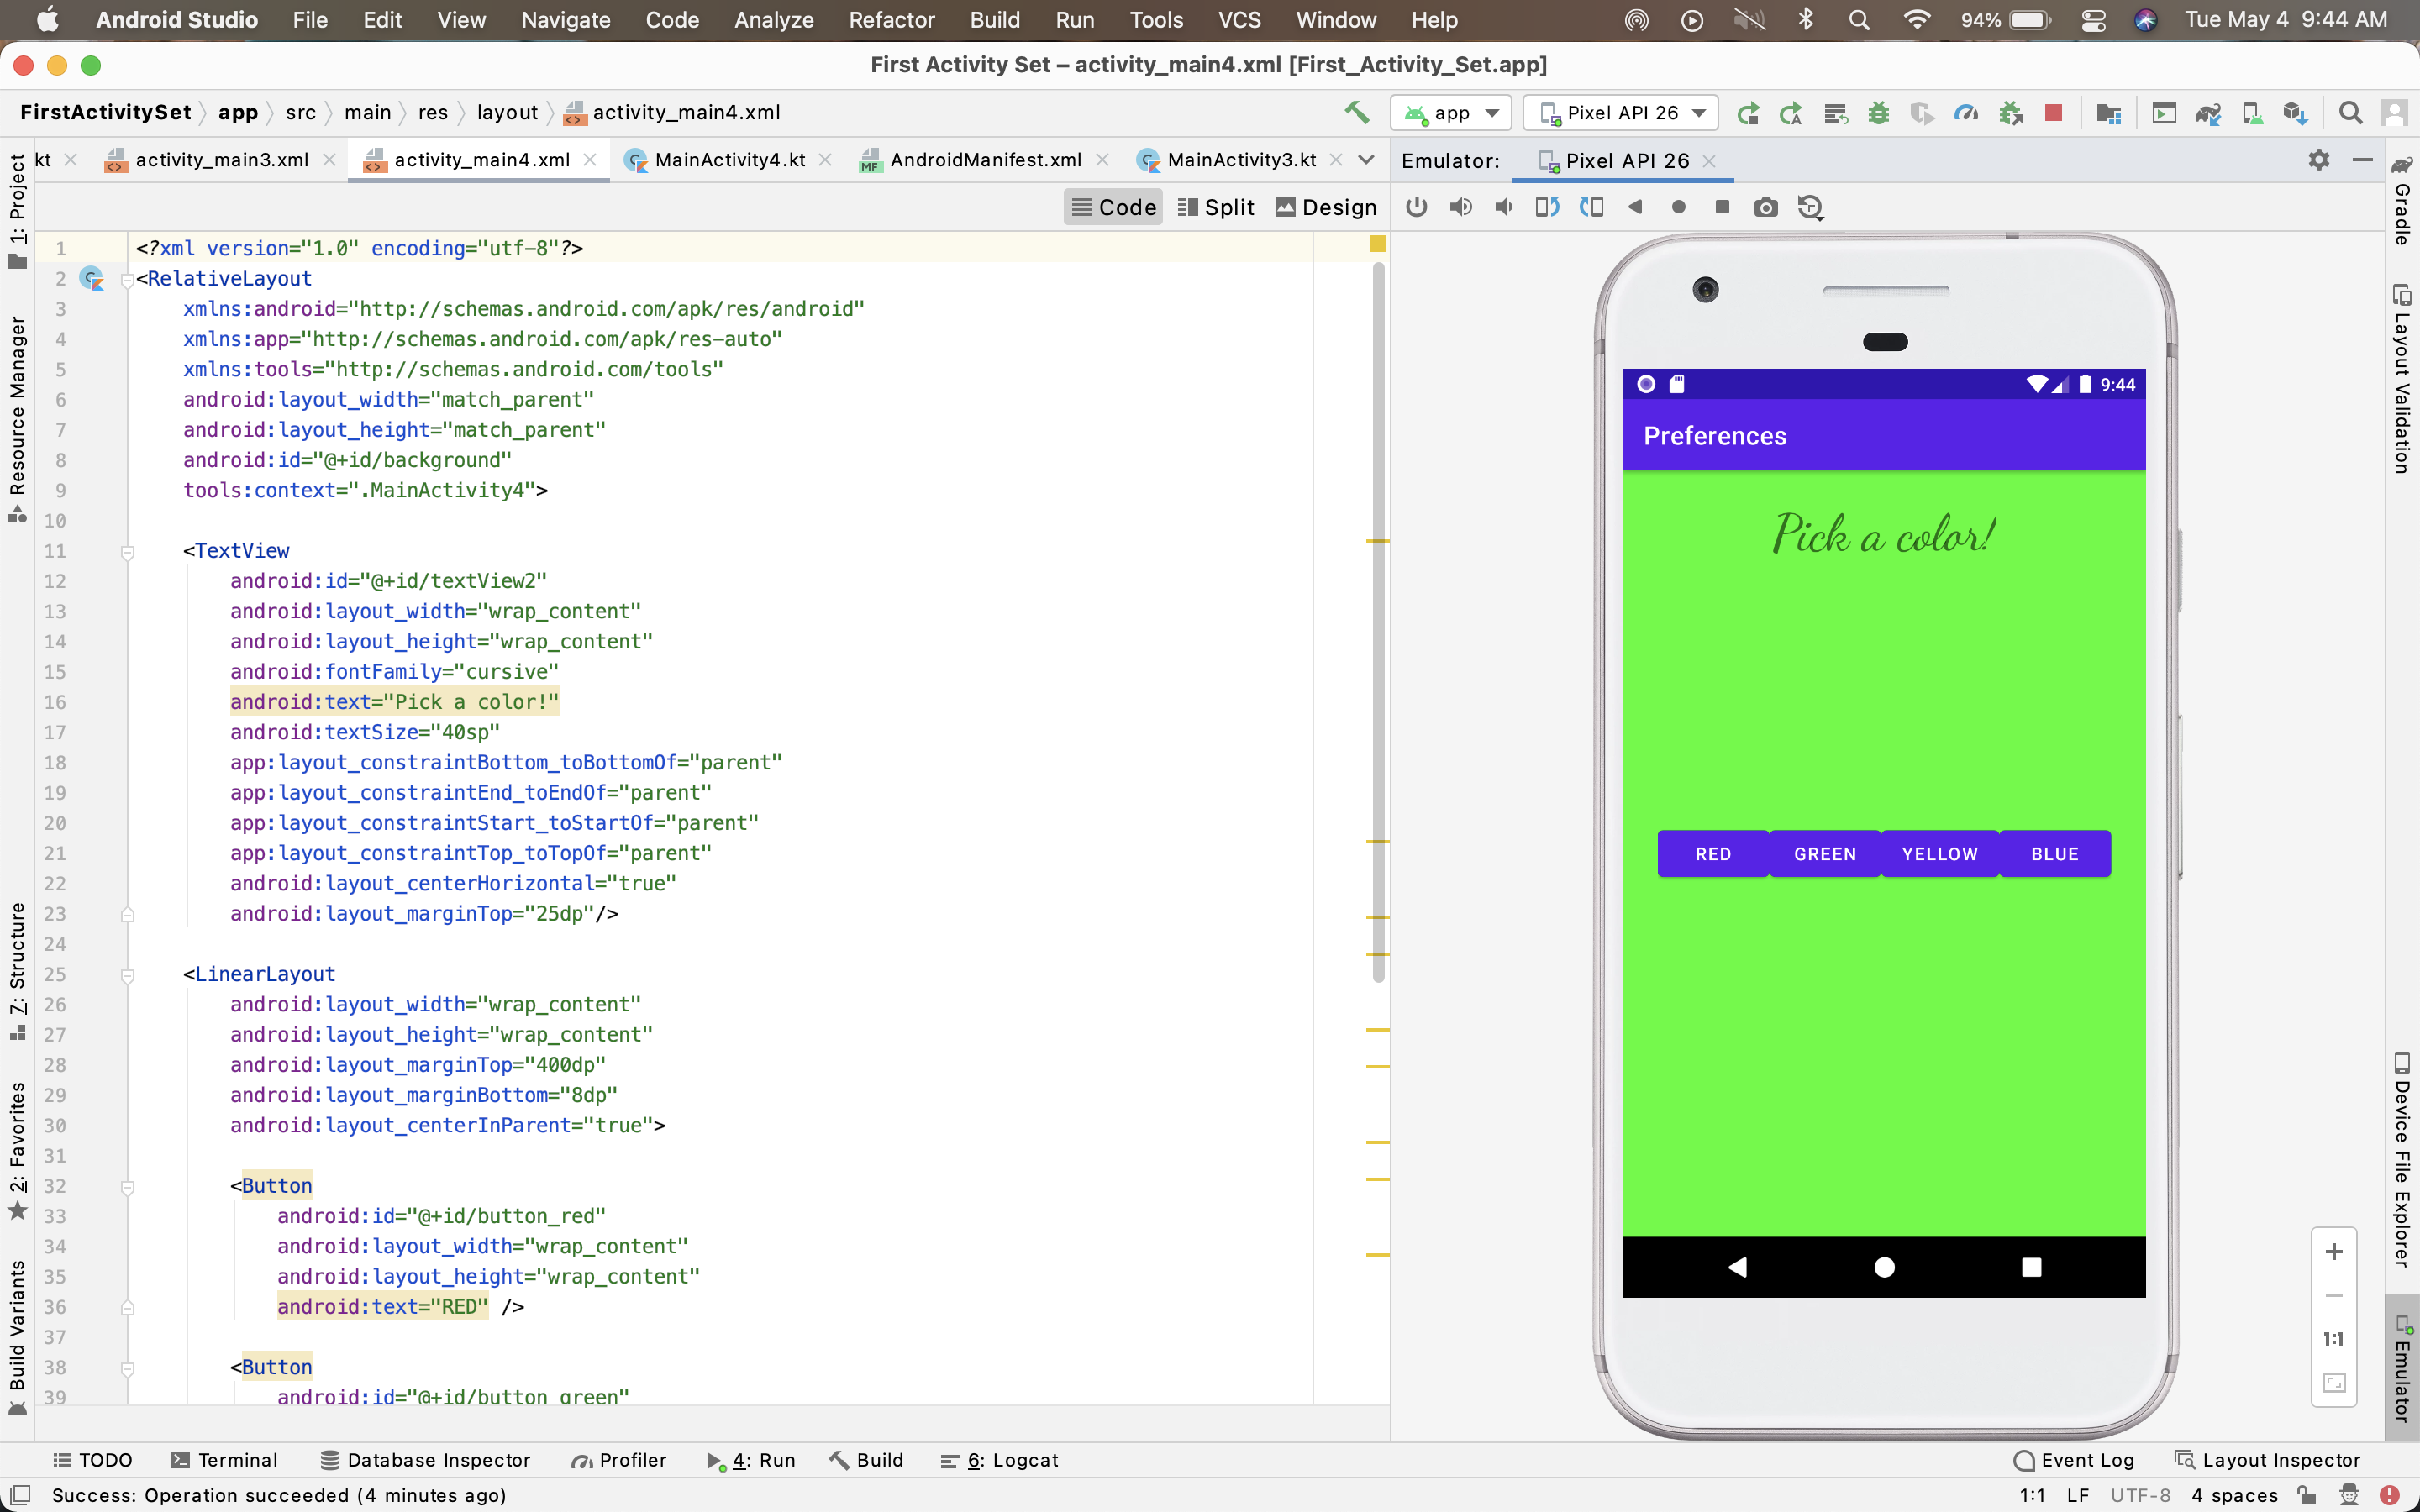 Android Studio File Edit View Navigate Code Analyze Refactor Build Run Tools VCS Window Help 94% Tue May 4 9:44 AM
First Activity Set – activity_main4.xml [First_Activity_Set.app]
FirstActivitySet app src main res layout activity_main4.xml app Pixel API 26
kt activity_main3.xml activity_main4.xml MainActivity4.kt AndroidManifest.xml MainActivity3.kt Emulator: Pixel API 26
Code Split Design
1 <?xml version="1.0" encoding="utf-8"?>
2 <RelativeLayout
3 xmlns:android="http://schemas.android.com/apk/res/android"
4 xmlns:app="http://schemas.android.com/apk/res-auto"
5 xmlns:tools="http://schemas.android.com/tools"
6 android:layout_width="match_parent"
7 android:layout_height="match_parent"
8 android:id="@+id/background"
9 tools:context=".MainActivity4">
10
11 <TextView
12 android:id="@+id/textView2"
13 android:layout_width="wrap_content"
14 android:layout_height="wrap_content"
15 android:fontFamily="cursive"
16 android:text="Pick a color!"
17 android:textSize="40sp"
18 app:layout_constraintBottom_toBottomOf="parent"
19 app:layout_constraintEnd_toEndOf="parent"
20 app:layout_constraintStart_toStartOf="parent"
21 app:layout_constraintTop_toTopOf="parent"
22 android:layout_centerHorizontal="true"
23 android:layout_marginTop="25dp"/>
24
25 <LinearLayout
26 android:layout_width="wrap_content"
27 android:layout_height="wrap_content"
28 android:layout_marginTop="400dp"
29 android:layout_marginBottom="8dp"
30 android:layout_centerInParent="true">
31
32 <Button
33 android:id="@+id/button_red"
34 android:layout_width="wrap_content"
35 android:layout_height="wrap_content"
36 android:text="RED" />
37
38 <Button
39 android:id="@+id/button_green"
9:44
Preferences
Pick a color!
RED GREEN YELLOW BLUE
1:1
1: Project
Resource Manager
7: Structure
2: Favorites
Build Variants
Gradle
Layout Validation
Device File Explorer
Emulator
TODO Terminal Database Inspector Profiler 4: Run Build 6: Logcat Event Log Layout Inspector
Success: Operation succeeded (4 minutes ago) 1:1 LF UTF-8 4 spaces